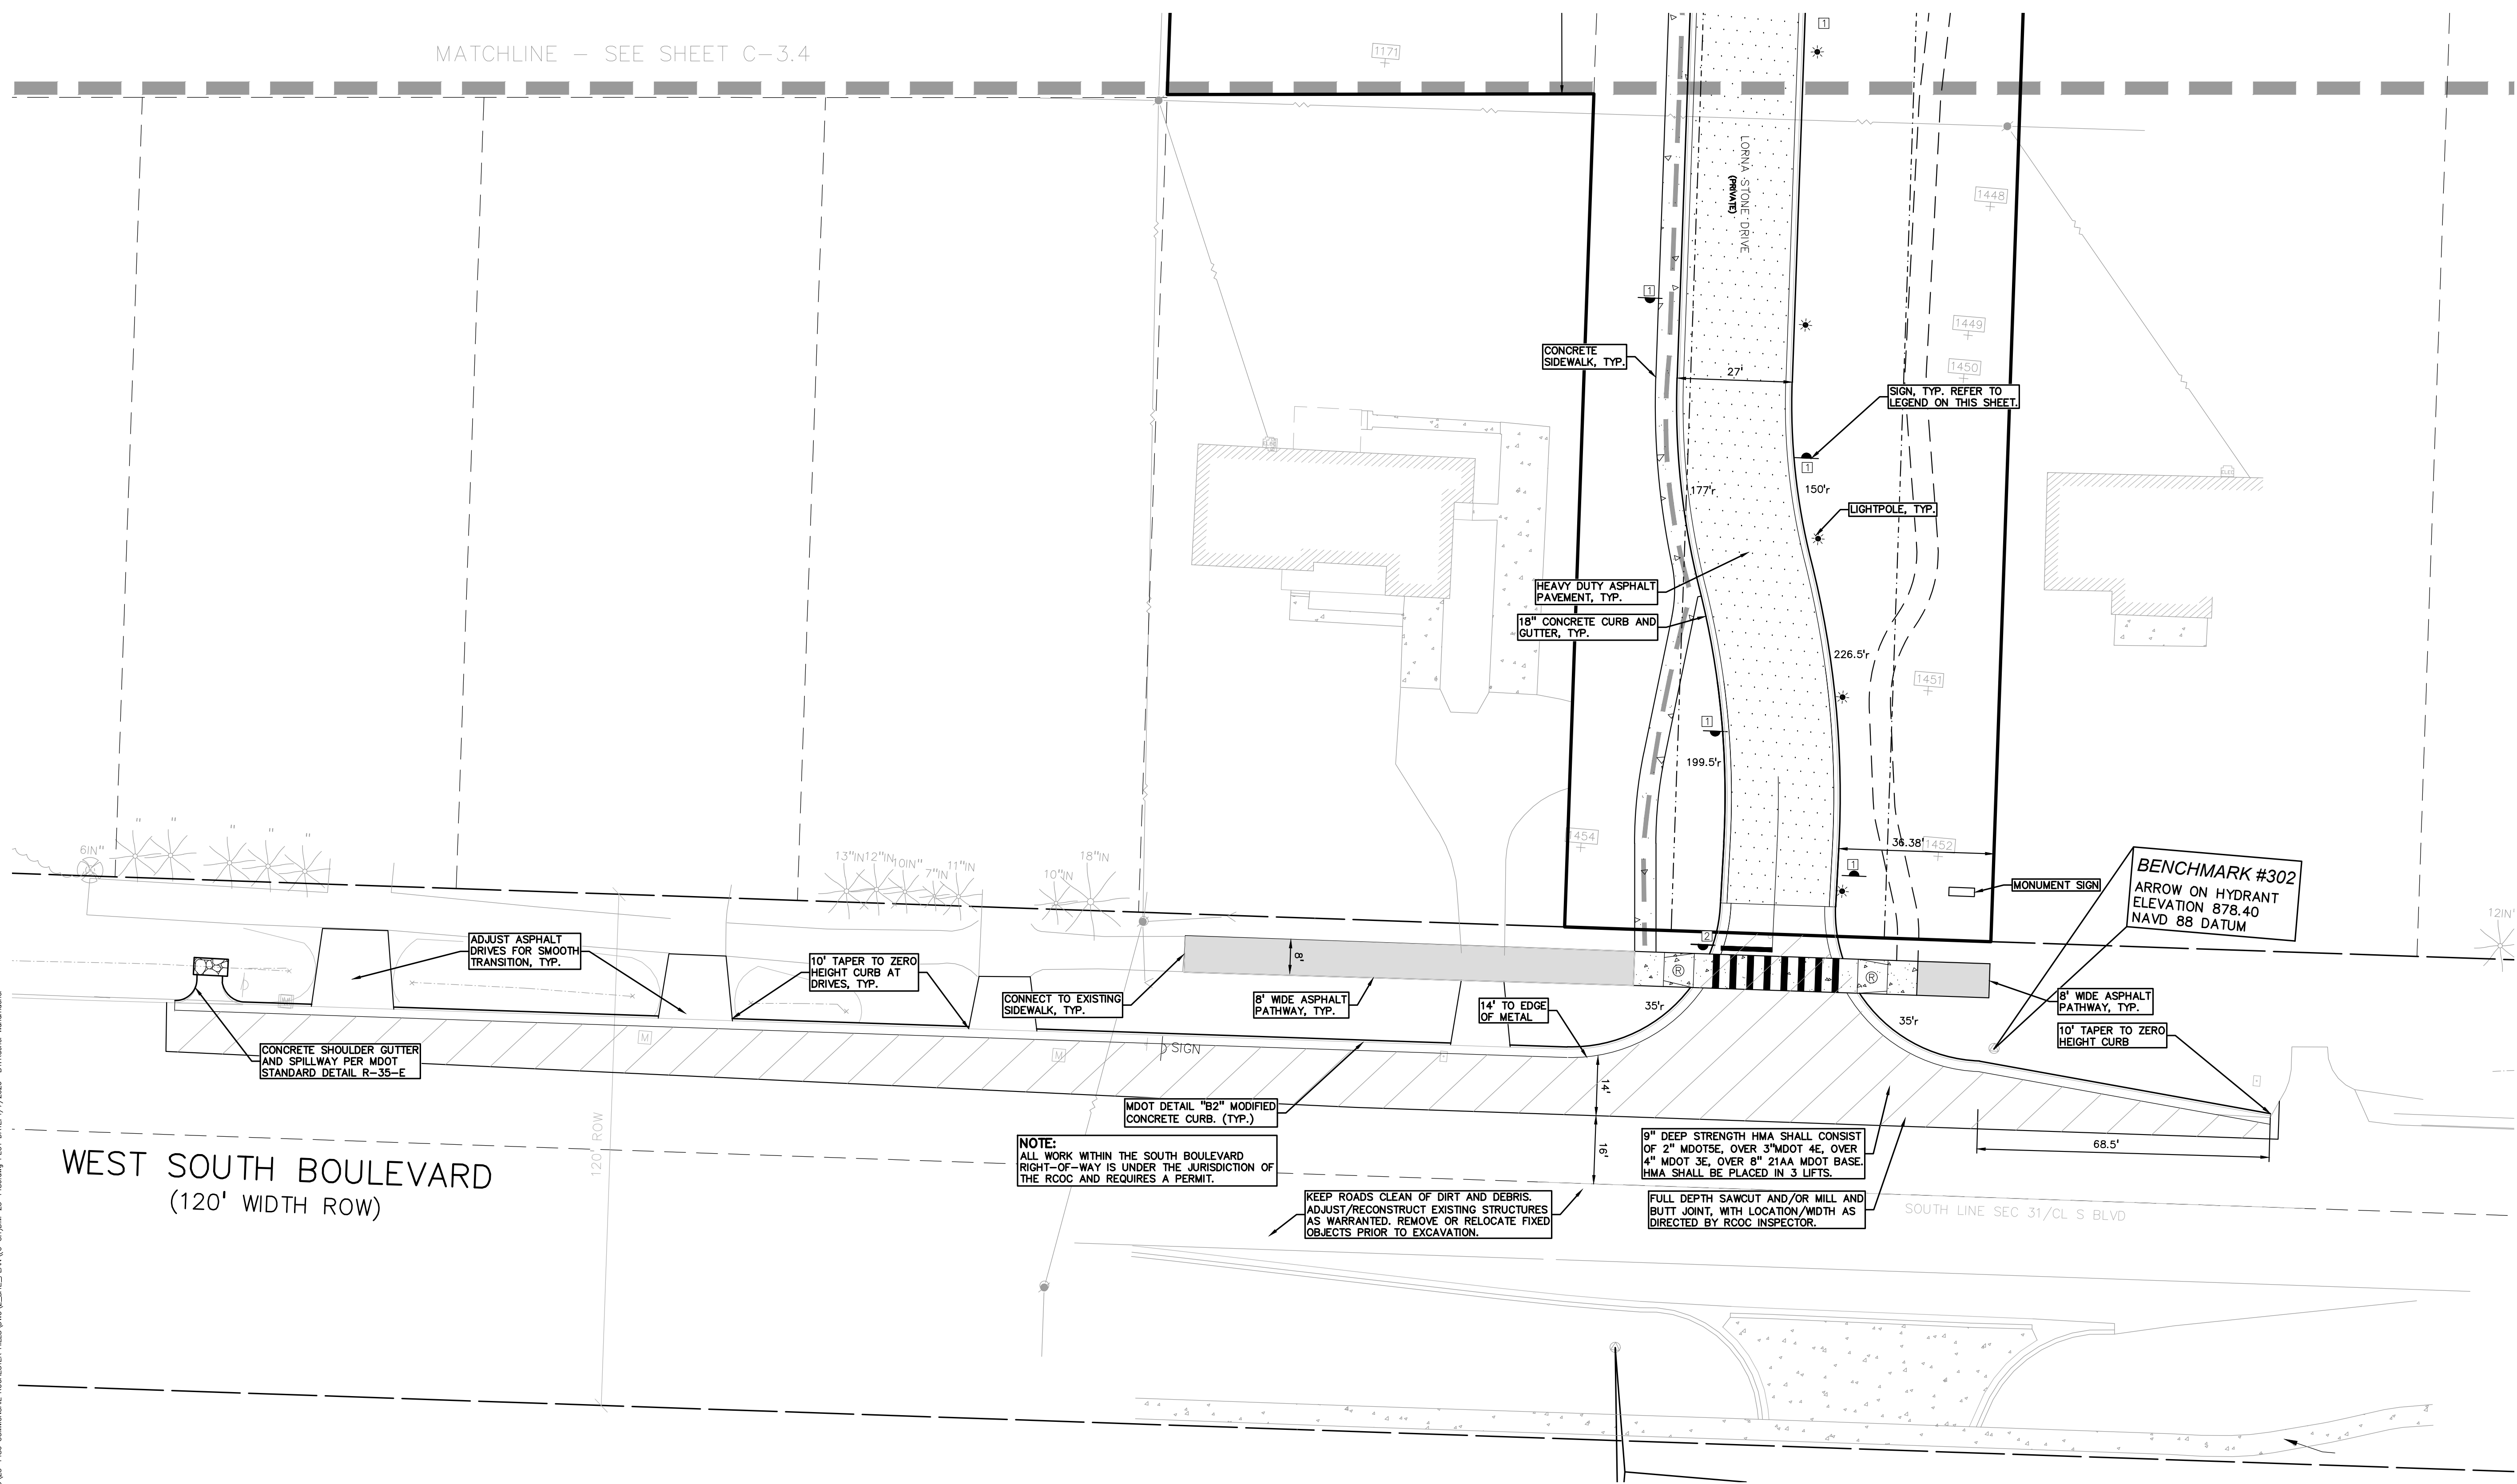 MATCHLINE – SEE SHEET C–3.4
1171
1
LORNA STONE DRIVE
(PRIVATE)
1448
1
1449
CONCRETE
SIDEWALK, TYP.
27'
1450
SIGN, TYP. REFER TO
LEGEND ON THIS SHEET.
1
177'r
150'r
LIGHTPOLE, TYP.
ELEC
HEAVY DUTY ASPHALT
PAVEMENT, TYP.
18" CONCRETE CURB AND
GUTTER, TYP.
226.5'r
1451
1
199.5'r
1454
36.38'
1452
1
MONUMENT SIGN
BENCHMARK #302
ARROW ON HYDRANT
ELEVATION 878.40
NAVD 88 DATUM
6IN"
"
"
"
"
"
13"IN
12"IN
10IN"
7"IN
11"IN
10"IN
18"IN
12IN"
2
ADJUST ASPHALT
DRIVES FOR SMOOTH
TRANSITION, TYP.
10' TAPER TO ZERO
HEIGHT CURB AT
DRIVES, TYP.
8'
R
R
CONNECT TO EXISTING
SIDEWALK, TYP.
8' WIDE ASPHALT
PATHWAY, TYP.
14' TO EDGE
OF METAL
35'r
35'r
8' WIDE ASPHALT
PATHWAY, TYP.
10' TAPER TO ZERO
HEIGHT CURB
CONCRETE SHOULDER GUTTER
AND SPILLWAY PER MDOT
STANDARD DETAIL R–35–E
M
M
SIGN
14'
MDOT DETAIL "B2" MODIFIED
CONCRETE CURB. (TYP.)
NOTE:
ALL WORK WITHIN THE SOUTH BOULEVARD
RIGHT–OF–WAY IS UNDER THE JURISDICTION OF
THE RCOC AND REQUIRES A PERMIT.
16'
9" DEEP STRENGTH HMA SHALL CONSIST
OF 2" MDOT5E, OVER 3"MDOT 4E, OVER
4" MDOT 3E, OVER 8" 21AA MDOT BASE.
HMA SHALL BE PLACED IN 3 LIFTS.
68.5'
120' ROW
WEST SOUTH BOULEVARD
(120' WIDTH ROW)
KEEP ROADS CLEAN OF DIRT AND DEBRIS.
ADJUST/RECONSTRUCT EXISTING STRUCTURES
AS WARRANTED. REMOVE OR RELOCATE FIXED
OBJECTS PRIOR TO EXCAVATION.
FULL DEPTH SAWCUT AND/OR MILL AND
BUTT JOINT, WITH LOCATION/WIDTH AS
DIRECTED BY RCOC INSPECTOR.
SOUTH LINE SEC 31/CL S BLVD